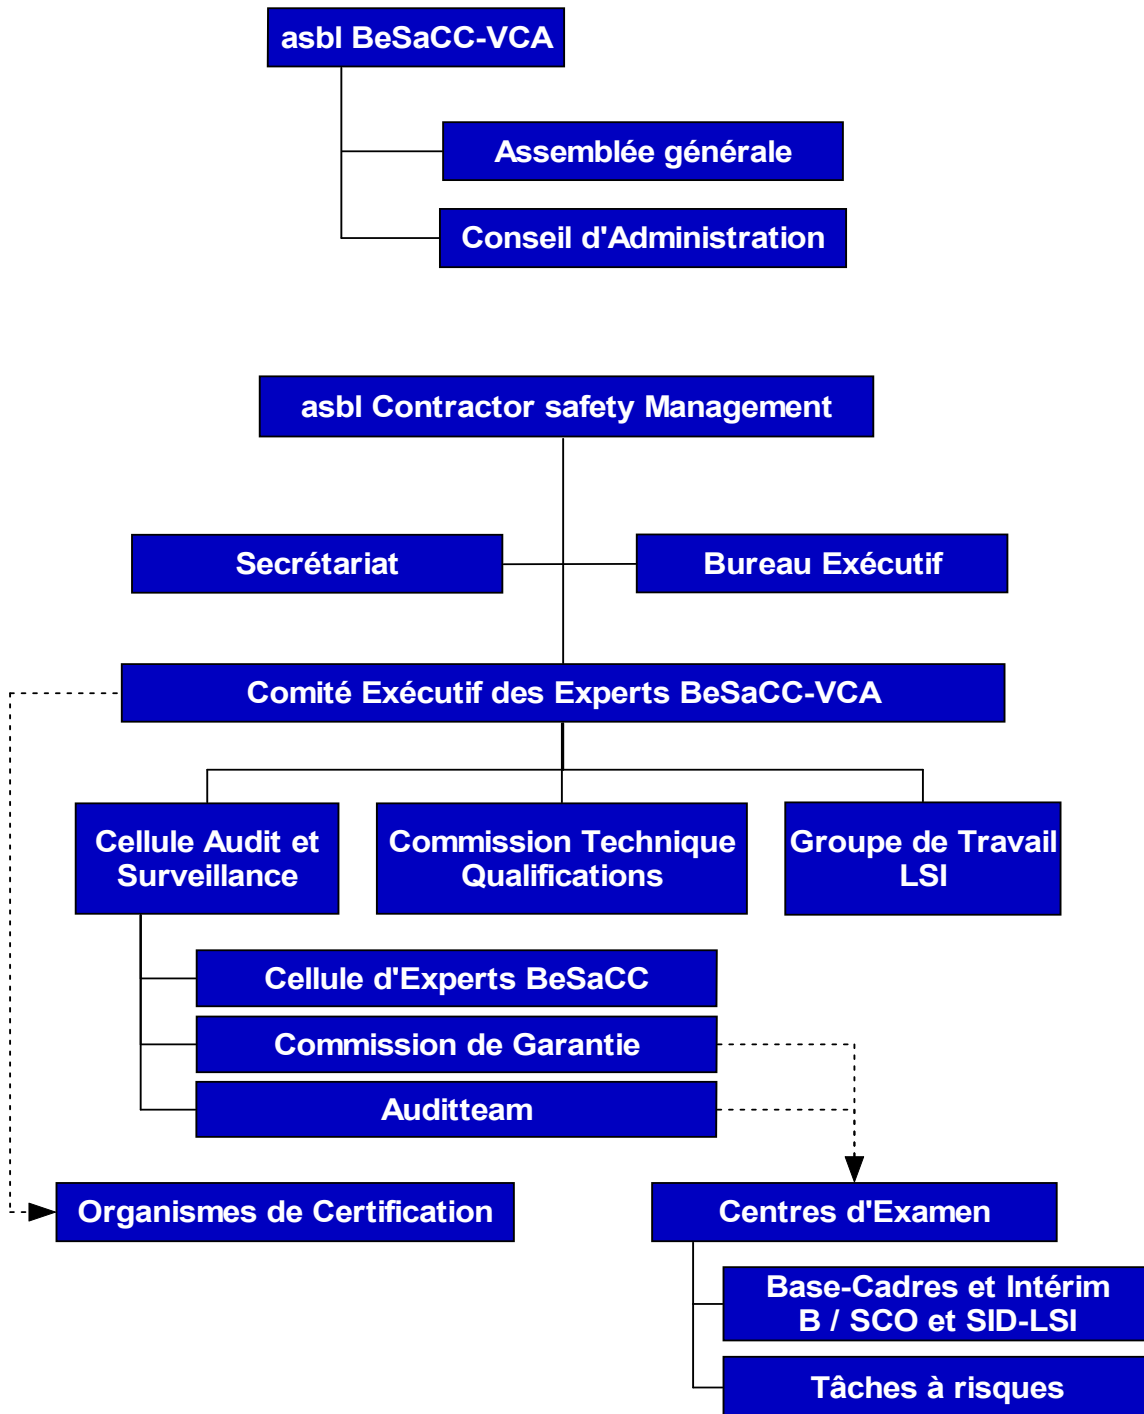 asbl BeSaCC-VCA
Assemblée générale
Conseil d'Administration
asbl Contractor safety Management
Secrétariat
Bureau Exécutif
Comité Exécutif des Experts BeSaCC-VCA
Cellule Audit et
Surveillance
Commission Technique
Qualifications
Groupe de Travail
LSI
Cellule d'Experts BeSaCC
Commission de Garantie
Auditteam
Organismes de Certification
Centres d'Examen
Base-Cadres et Intérim
B / SCO et SID-LSI
Tâches à risques